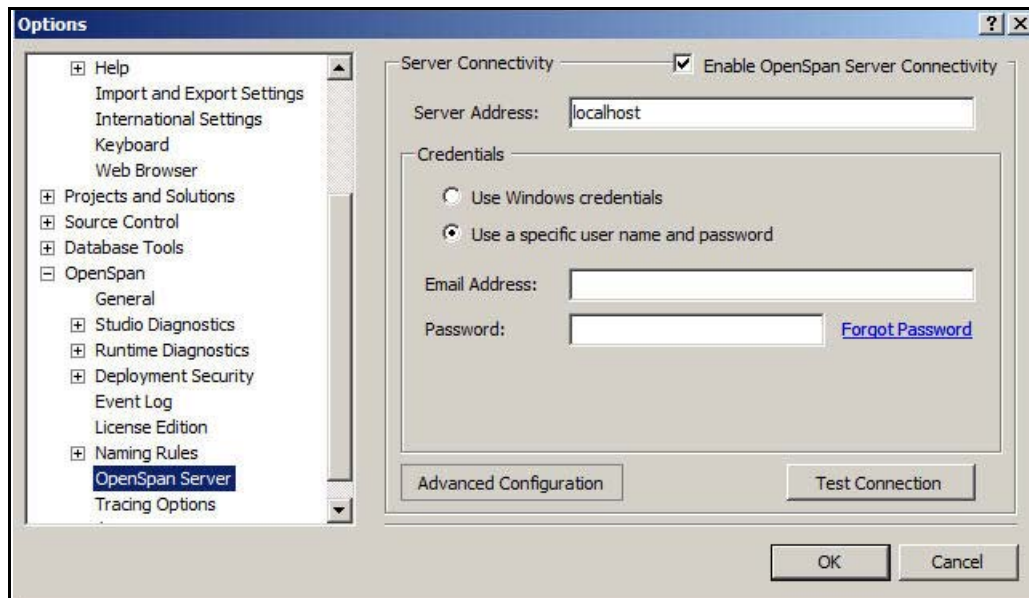 Options
Help
Import and Export Settings
International Settings
Keyboard
Web Browser
Projects and Solutions
Source Control
Database Tools
OpenSpan
General
Studio Diagnostics
Runtime Diagnostics
Deployment Security
Event Log
License Edition
Naming Rules
OpenSpan Server
Tracing Options
Server Connectivity
Enable OpenSpan Server Connectivity
Server Address: localhost
Credentials
Use Windows credentials
Use a specific user name and password
Email Address:
Password:
Forgot Password
Advanced Configuration
Test Connection
OK
Cancel